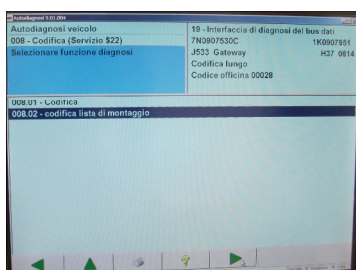 Autodiagnosi 9.01.004
Autodiagnosi veicolo
008 - Codifica (Servizio $22)
Selezionare funzione diagnosi
19 - Interfaccia di diagnosi del bus dati
7N0907530C 1K0907951
J533 Gateway H37 0614
Codifica lungo
Codice officina 00028
008.01 - Codifica
008.02 - codifica lista di montaggio